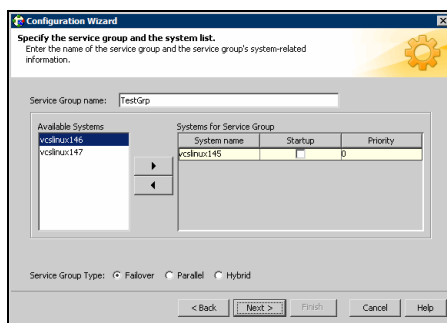 Configuration Wizard
Specify the service group and the system list.
Enter the name of the service group and the service group's system-related
information.
Service Group name: TestGrp
Available Systems
vcslinux146
vcslinux147
Systems for Service Group
System name Startup Priority
vcslinux145 0
Service Group Type: Failover Parallel Hybrid
< Back Next > Finish Cancel Help